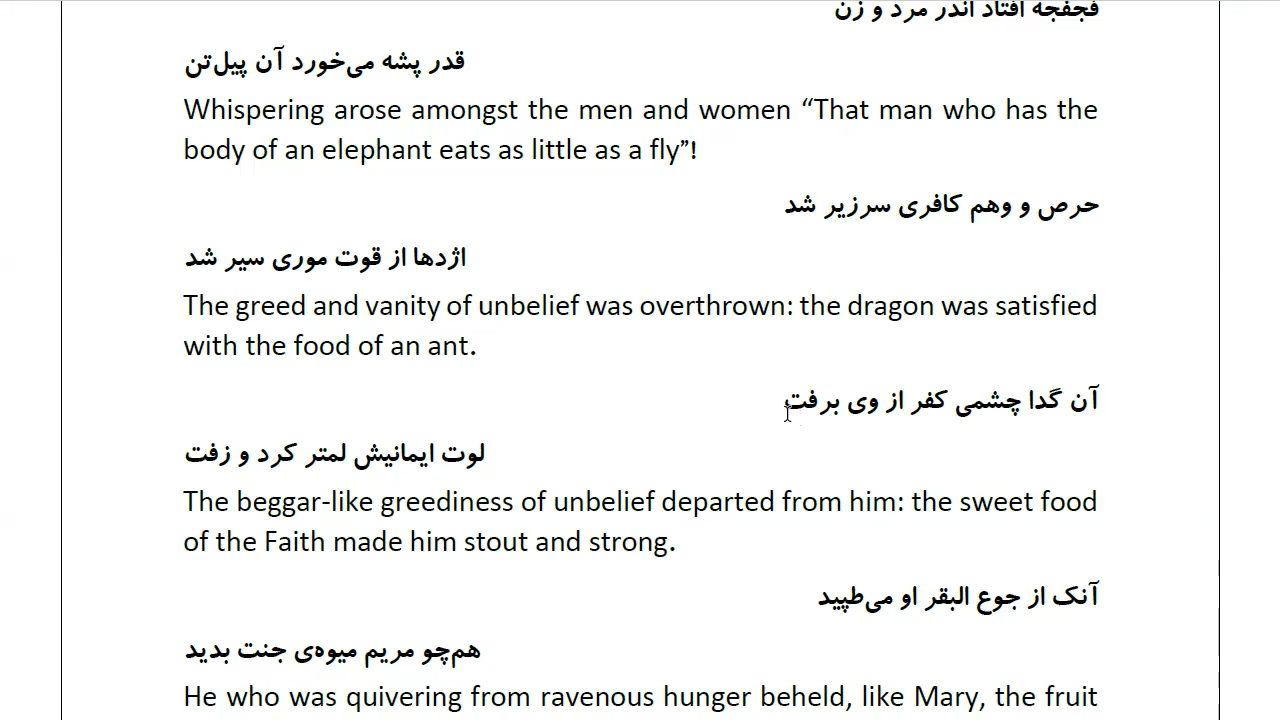 فجفجه افتاد اندر مرد و زن
قدر پشه می‌خورد آن پیل‌تن
Whispering arose amongst the men and women “That man who has the
body of an elephant eats as little as a fly”!
حرص و وهم کافری سرزیر شد
اژدها از قوت موری سیر شد
The greed and vanity of unbelief was overthrown: the dragon was satisfied
with the food of an ant.
آن گدا چشمی کفر از وی برفت
لوت ایمانیش لمتر کرد و زفت
The beggar-like greediness of unbelief departed from him: the sweet food
of the Faith made him stout and strong.
آنک از جوع البقر او می‌طپید
هم‌چو مریم میوه‌ی جنت بدید
He who was quivering from ravenous hunger beheld, like Mary, the fruit